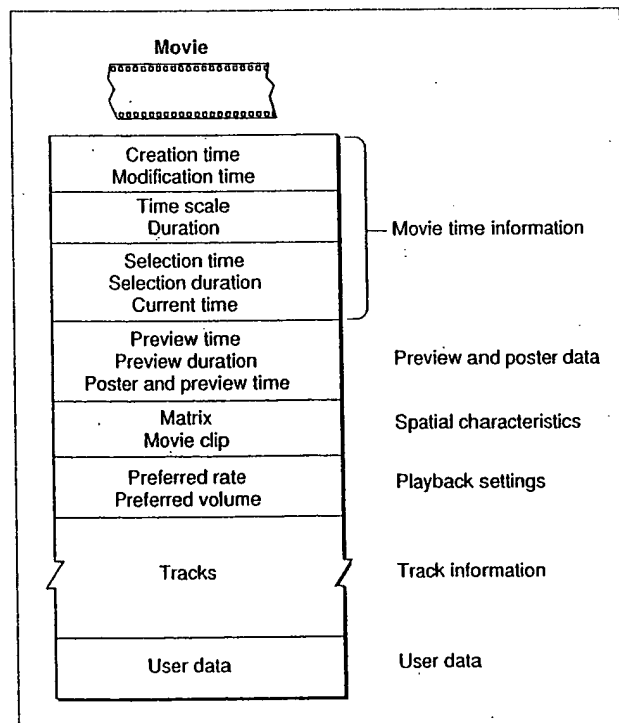 Movie
Creation time
Modification time
Time scale
Duration
Movie time information
Selection time
Selection duration
Current time
Preview time
Preview duration
Poster and preview time
Preview and poster data
Matrix
Movie clip
Spatial characteristics
Preferred rate
Preferred volume
Playback settings
Tracks
Track information
User data
User data